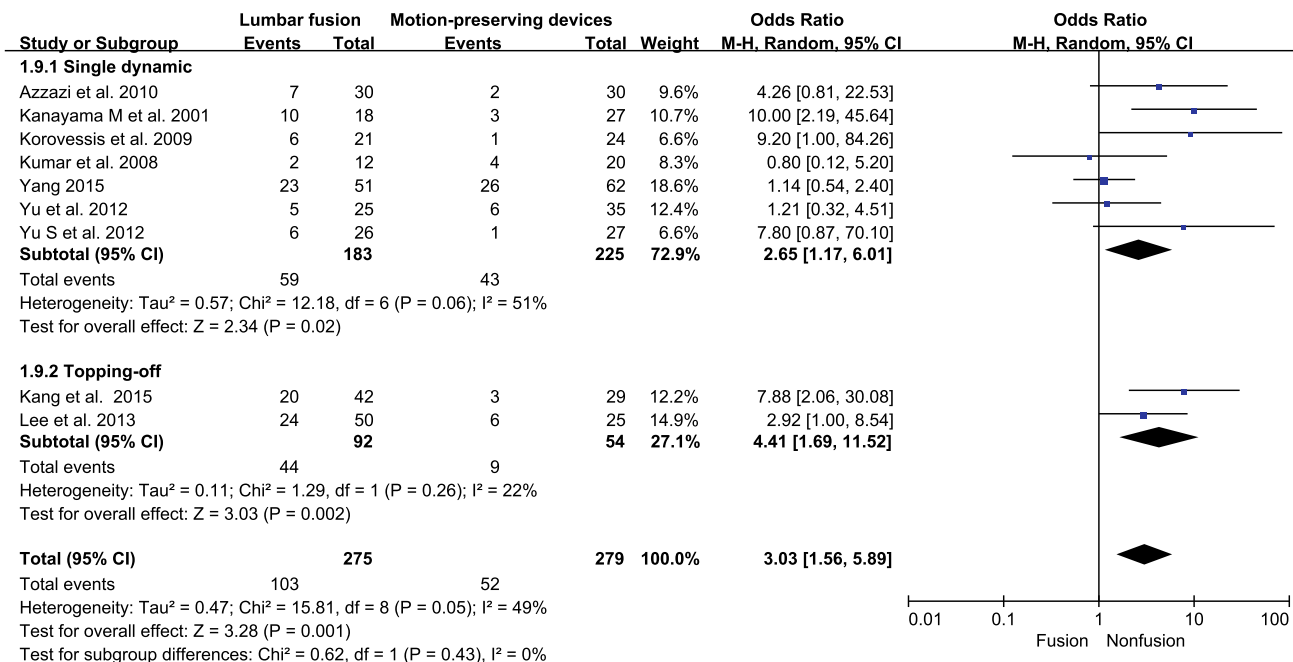 Lumbar fusion Motion-preserving devices Odds Ratio Odds Ratio
Study or Subgroup Events Total Events Total Weight M-H, Random, 95% CI M-H, Random, 95% CI
1.9.1 Single dynamic
Azzazi et al. 2010 7 30 2 30 9.6% 4.26 [0.81, 22.53]
Kanayama M et al. 2001 10 18 3 27 10.7% 10.00 [2.19, 45.64]
Korovessis et al. 2009 6 21 1 24 6.6% 9.20 [1.00, 84.26]
Kumar et al. 2008 2 12 4 20 8.3% 0.80 [0.12, 5.20]
Yang 2015 23 51 26 62 18.6% 1.14 [0.54, 2.40]
Yu et al. 2012 5 25 6 35 12.4% 1.21 [0.32, 4.51]
Yu S et al. 2012 6 26 1 27 6.6% 7.80 [0.87, 70.10]
Subtotal (95% CI) 183 225 72.9% 2.65 [1.17, 6.01]
Total events 59 43
Heterogeneity: Tau² = 0.57; Chi² = 12.18, df = 6 (P = 0.06); I² = 51%
Test for overall effect: Z = 2.34 (P = 0.02)
1.9.2 Topping-off
Kang et al. 2015 20 42 3 29 12.2% 7.88 [2.06, 30.08]
Lee et al. 2013 24 50 6 25 14.9% 2.92 [1.00, 8.54]
Subtotal (95% CI) 92 54 27.1% 4.41 [1.69, 11.52]
Total events 44 9
Heterogeneity: Tau² = 0.11; Chi² = 1.29, df = 1 (P = 0.26); I² = 22%
Test for overall effect: Z = 3.03 (P = 0.002)
Total (95% CI) 275 279 100.0% 3.03 [1.56, 5.89]
Total events 103 52
Heterogeneity: Tau² = 0.47; Chi² = 15.81, df = 8 (P = 0.05); I² = 49%
Test for overall effect: Z = 3.28 (P = 0.001)
Test for subgroup differences: Chi² = 0.62, df = 1 (P = 0.43), I² = 0%
0.01 0.1 1 10 100
Fusion Nonfusion